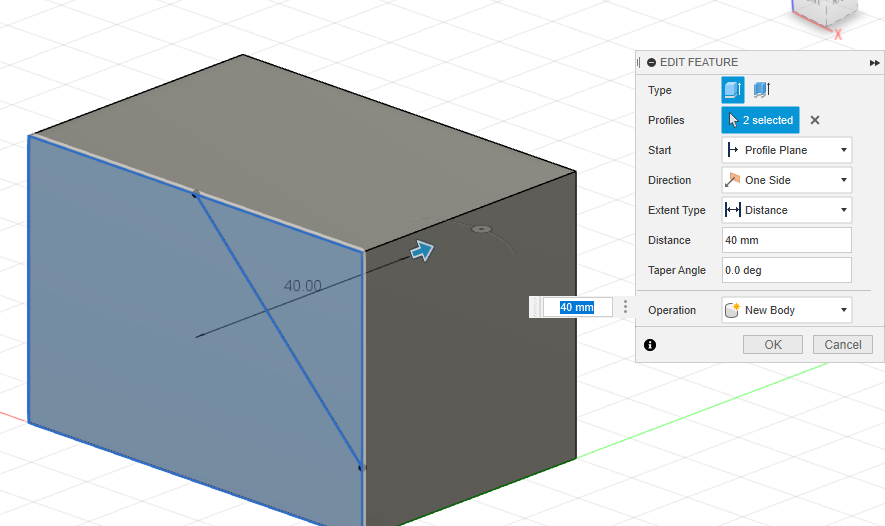 X
EDIT FEATURE
Type
Profiles 2 selected
Start Profile Plane
Direction One Side
Extent Type Distance
Distance 40 mm
Taper Angle 0.0 deg
40.00
40 mm
Operation New Body
OK Cancel